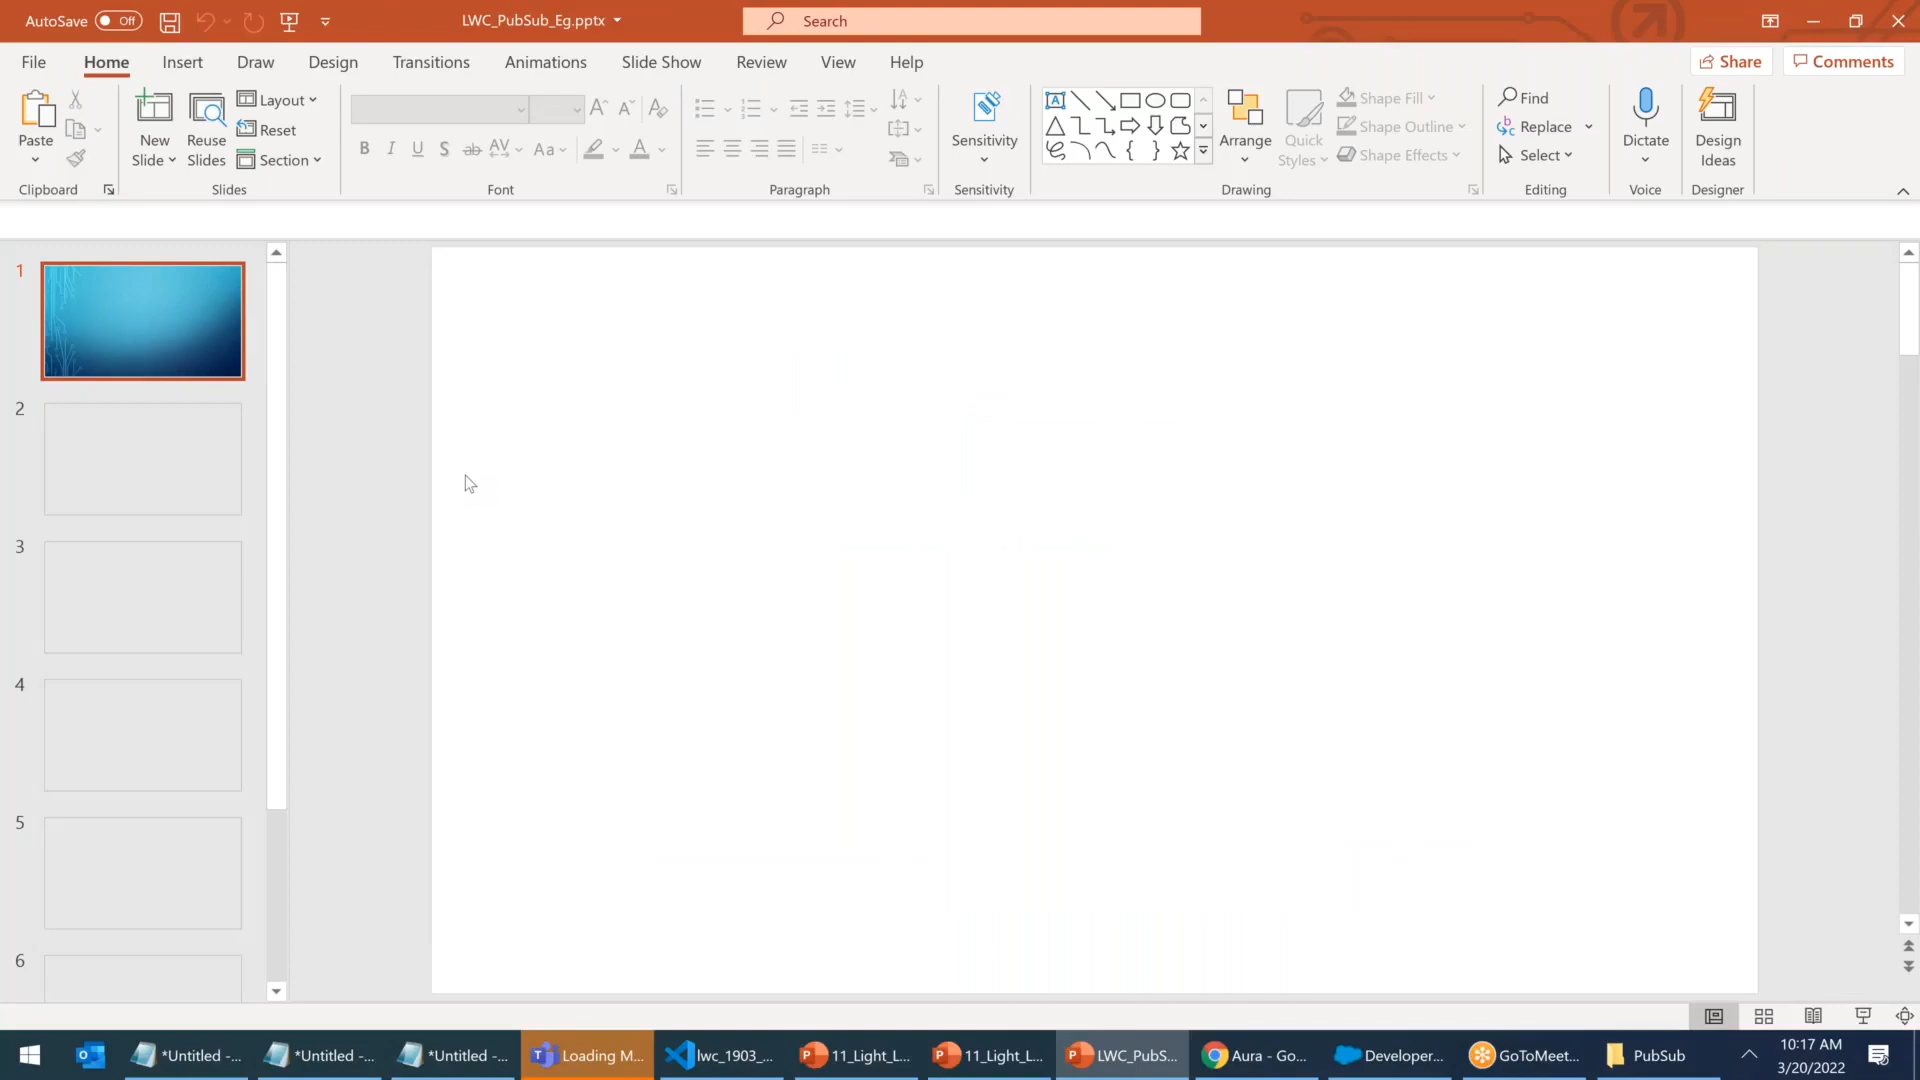 AutoSave Off
LWC_PubSub_Eg.pptx
Search
File Home Insert Draw Design Transitions Animations Slide Show Review View Help
Share Comments
Paste
New
Slide
Reuse
Slides
Layout
Reset
Section
B I U S ab AV Aa A
Sensitivity
Arrange
Quick
Styles
Shape Fill
Shape Outline
Shape Effects
Find
Replace
Select
Dictate
Design
Ideas
Clipboard Slides Font Paragraph Sensitivity Drawing Editing Voice Designer
1
2
3
4
5
6
*Untitled -... *Untitled -... *Untitled -... Loading M... lwc_1903_... 11_Light_L... 11_Light_L... LWC_PubS... Aura - Go... Developer... GoToMeet... PubSub
10:17 AM
3/20/2022